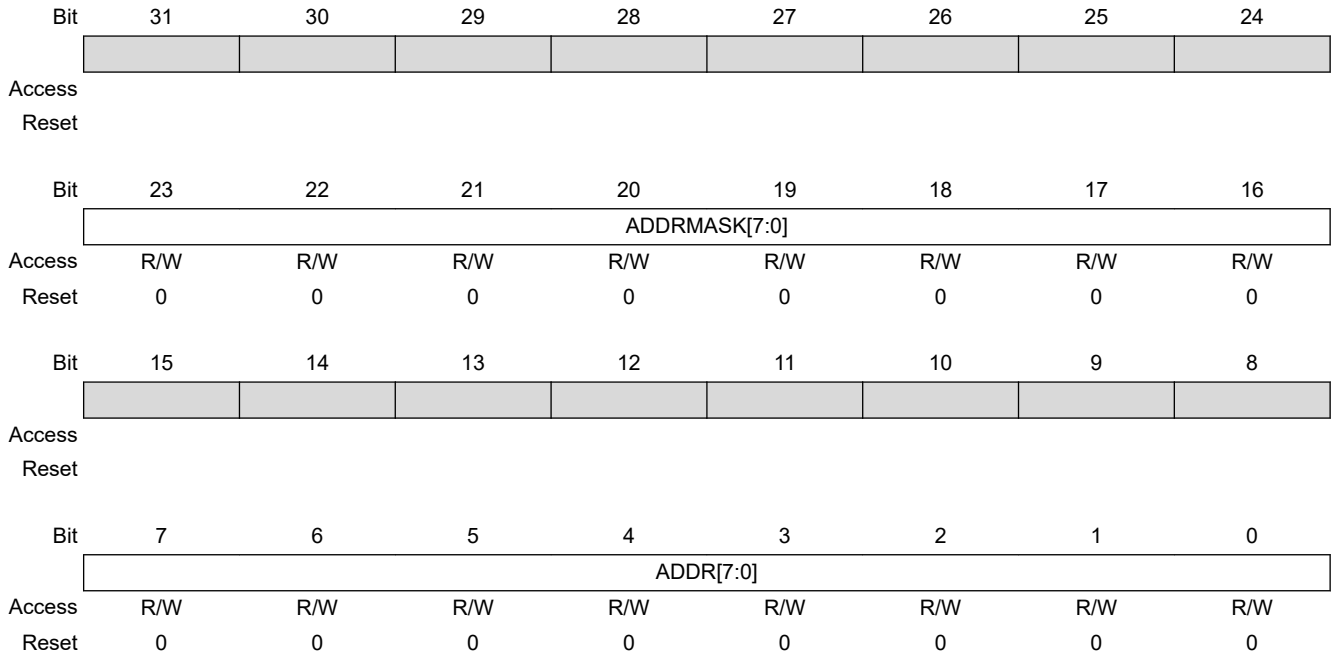 Bit 31 30 29 28 27 26 25 24
Access
Reset
Bit 23 22 21 20 19 18 17 16
ADDRMASK[7:0]
Access R/W R/W R/W R/W R/W R/W R/W R/W
Reset 0 0 0 0 0 0 0 0
Bit 15 14 13 12 11 10 9 8
Access
Reset
Bit 7 6 5 4 3 2 1 0
ADDR[7:0]
Access R/W R/W R/W R/W R/W R/W R/W R/W
Reset 0 0 0 0 0 0 0 0